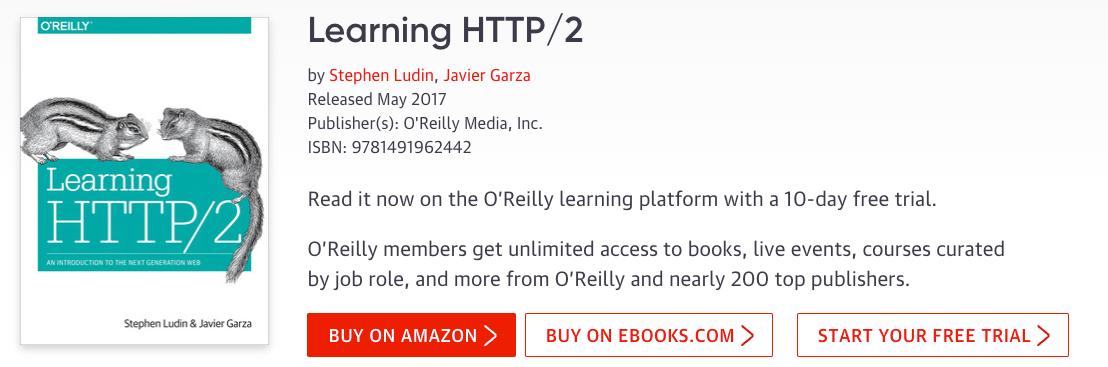 O'REILLY®
Learning
HTTP/2
AN INTRODUCTION TO THE NEXT GENERATION WEB
Stephen Ludin & Javier Garza
Learning HTTP/2
by Stephen Ludin, Javier Garza
Released May 2017
Publisher(s): O'Reilly Media, Inc.
ISBN: 9781491962442
Read it now on the O’Reilly learning platform with a 10-day free trial.
O’Reilly members get unlimited access to books, live events, courses curated
by job role, and more from O’Reilly and nearly 200 top publishers.
BUY ON AMAZON
BUY ON EBOOKS.COM
START YOUR FREE TRIAL